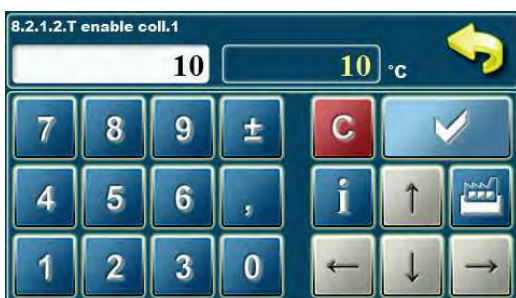 8.2.1.2.T enable coll.1
10 10 °C
7 8 9 ± C
4 5 6 , i ↑
1 2 3 0 ← ↓ →